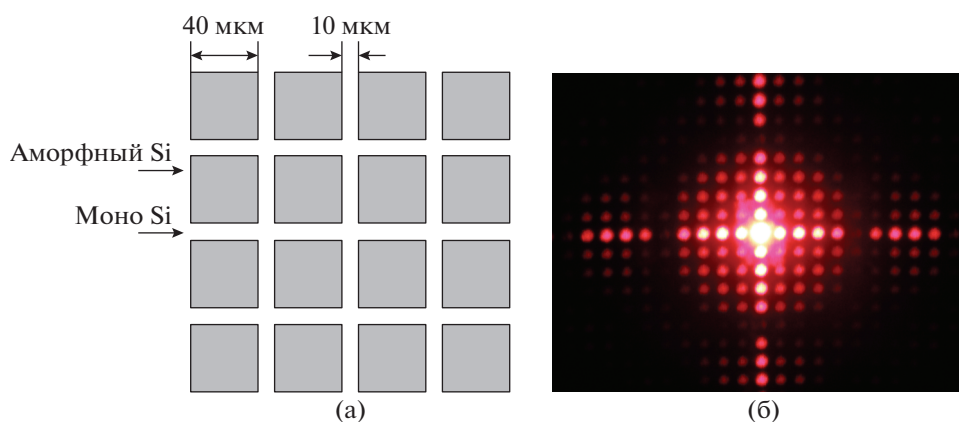 40 мкм
10 мкм
Аморфный Si
Моно Si
(а)
(б)